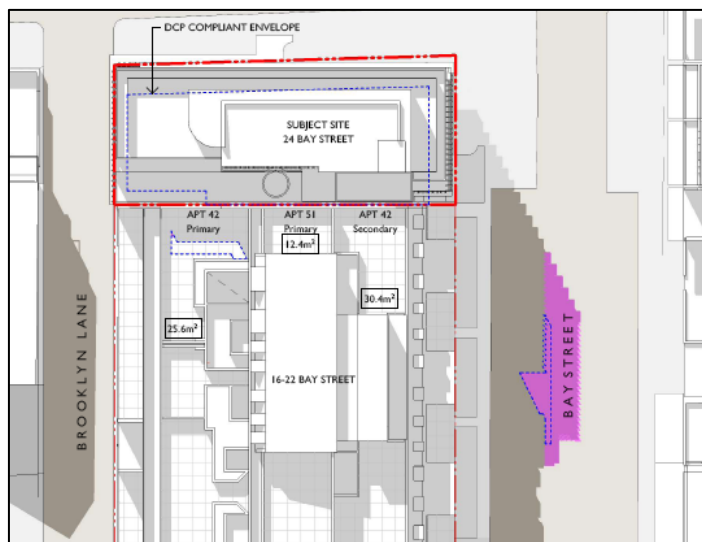 DCP COMPLIANT ENVELOPE
SUBJECT SITE
24 BAY STREET
APT 42
Primary
APT 51
Primary
APT 42
Secondary
12.4m²
30.4m²
25.6m²
16-22 BAY STREET
BROOKLYN LANE
BAY STREET